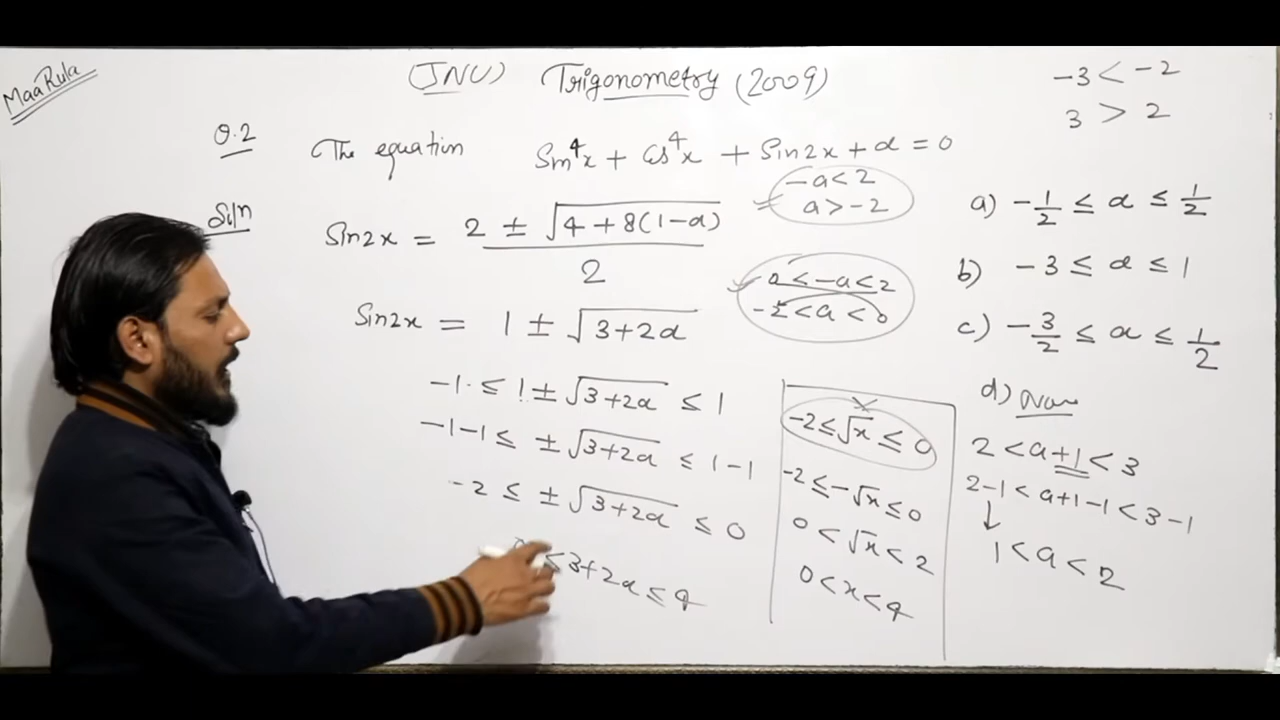 MaaRula
(JNU) Trigonometry (2009)
-3 < -2
3 > 2
Q.2 The equation Sin⁴x + Cos⁴x + Sin2x + α = 0
a) -1/2 ≤ α ≤ 1/2
b) -3 ≤ α ≤ 1
c) -3/2 ≤ α ≤ 1/2
d) None
Sol|n
Sin2x = 2 ± √4 + 8(1-α) / 2
Sin2x = 1 ± √3+2α
-1 ≤ 1 ± √3+2α ≤ 1
-1-1 ≤ ± √3+2α ≤ 1-1
-2 ≤ ± √3+2α ≤ 0
≤ 3+2α ≤ 4
-a < 2
a > -2
0 < -a < 2
-2 < a < 0
-2 ≤ √x ≤ 0
-2 ≤ -√x ≤ 0
0 < √x < 2
0 < x < 4
2 < a+1 < 3
2-1 < a+1-1 < 3-1
1 < a < 2